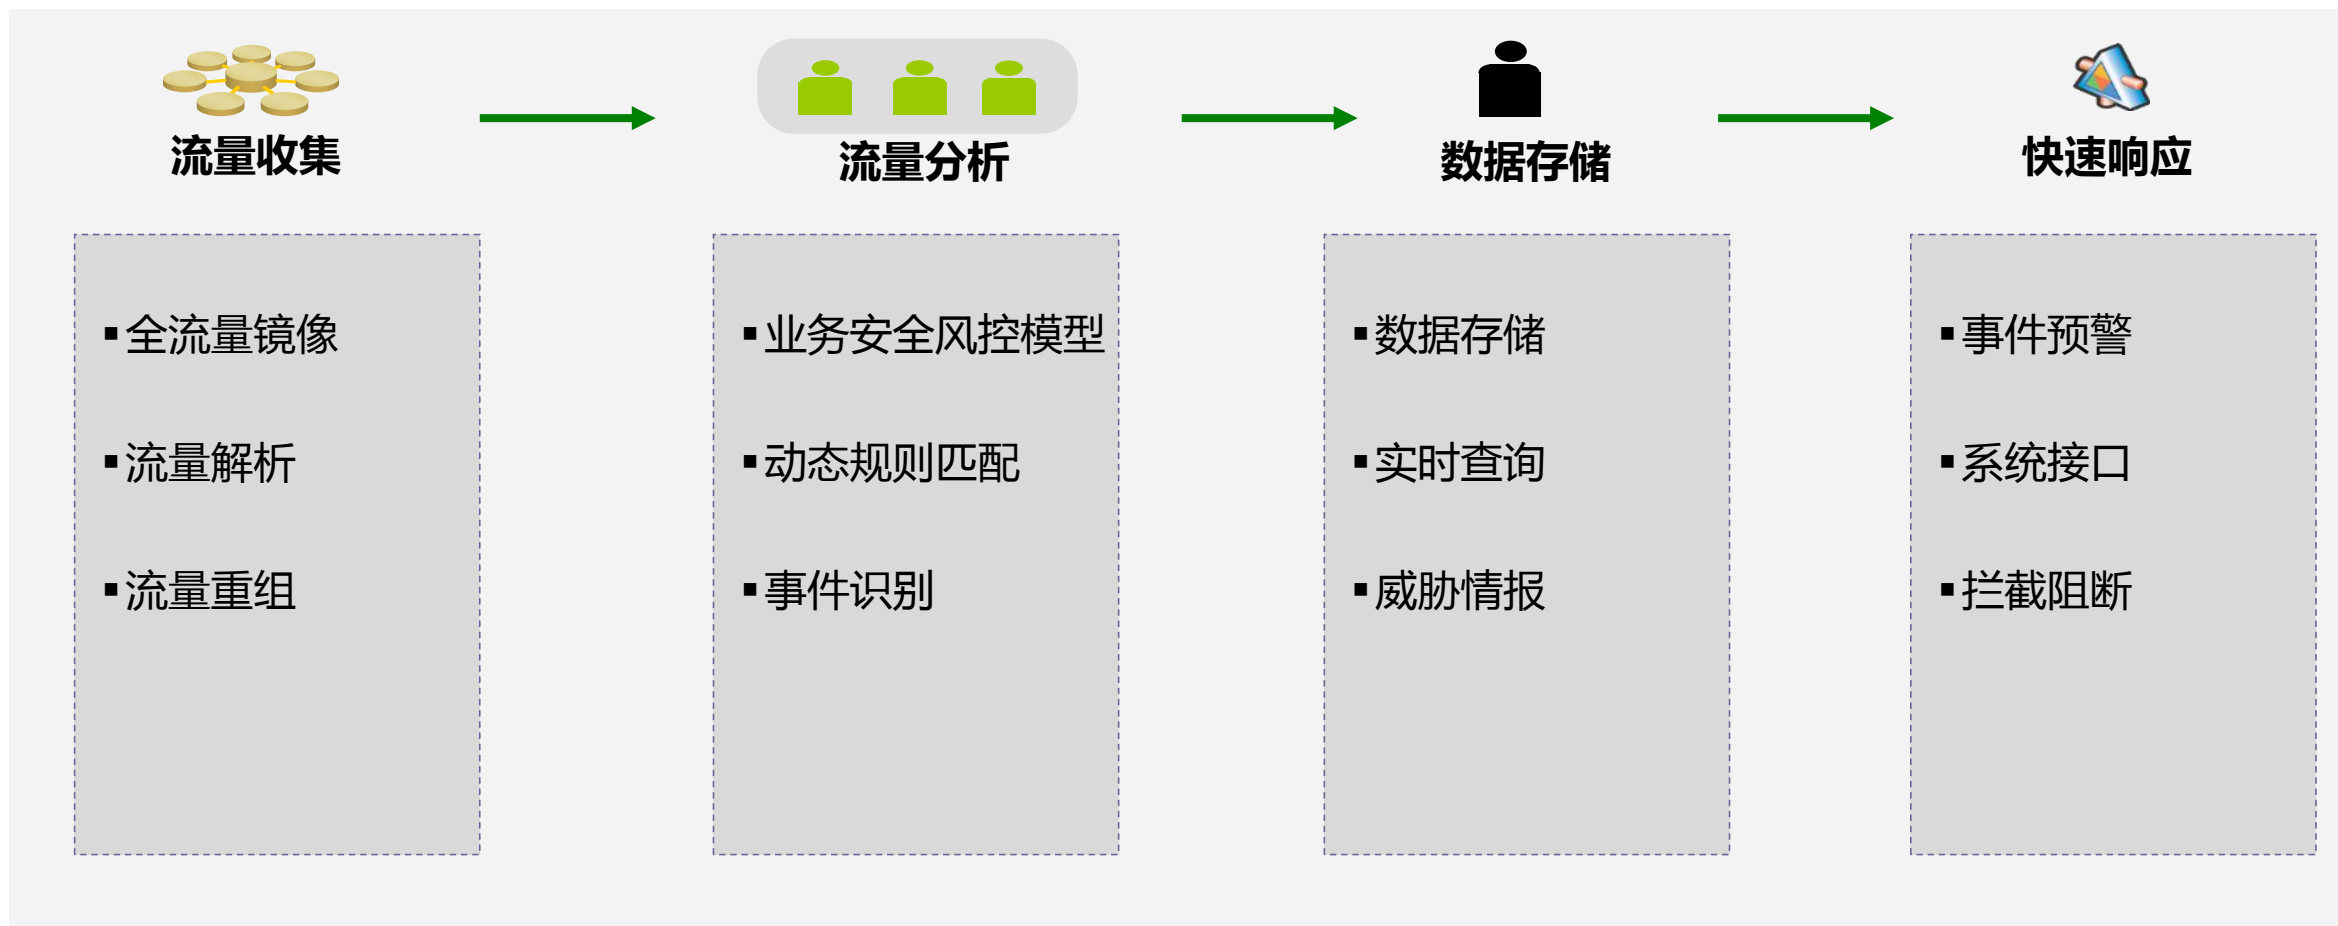 流量收集
流量分析
数据存储
快速响应
▪全流量镜像
▪流量解析
▪流量重组
▪业务安全风控模型
▪动态规则匹配
▪事件识别
▪数据存储
▪实时查询
▪威胁情报
▪事件预警
▪系统接口
▪拦截阻断